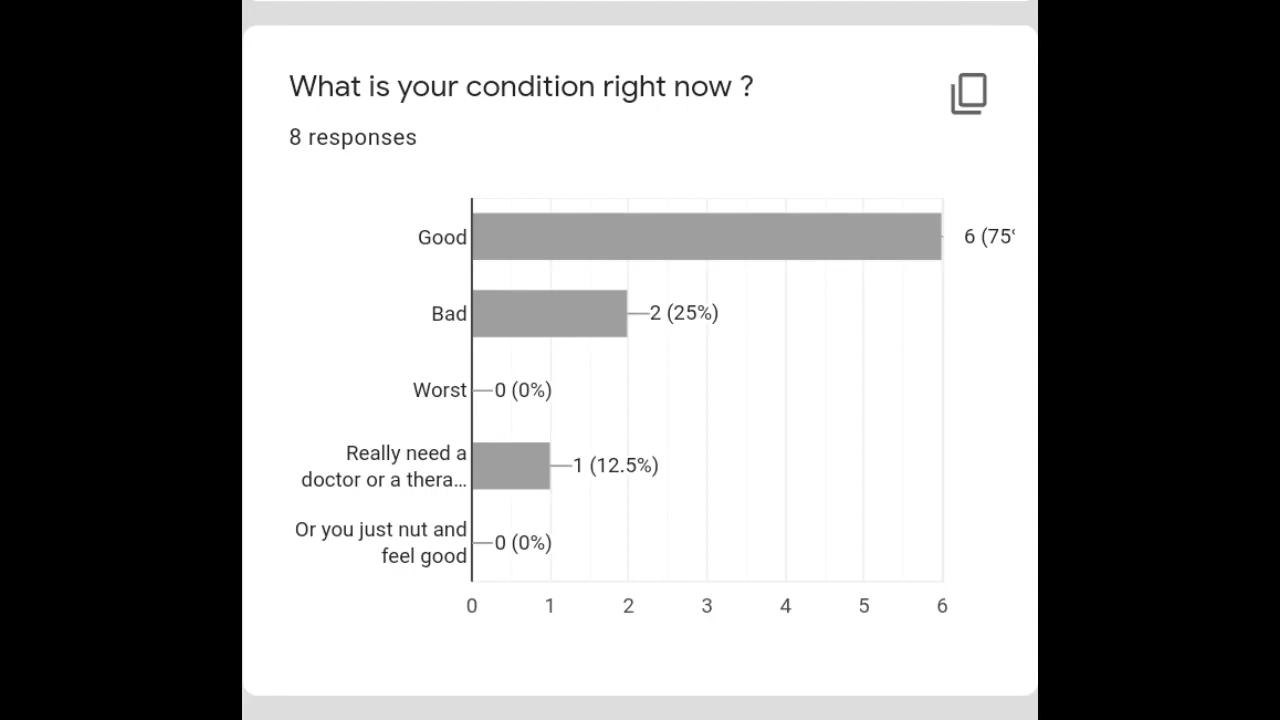 What is your condition right now ?
8 responses
Good
6 (75
Bad
2 (25%)
Worst
0 (0%)
Really need a
doctor or a thera…
1 (12.5%)
Or you just nut and
feel good
0 (0%)
0 1 2 3 4 5 6